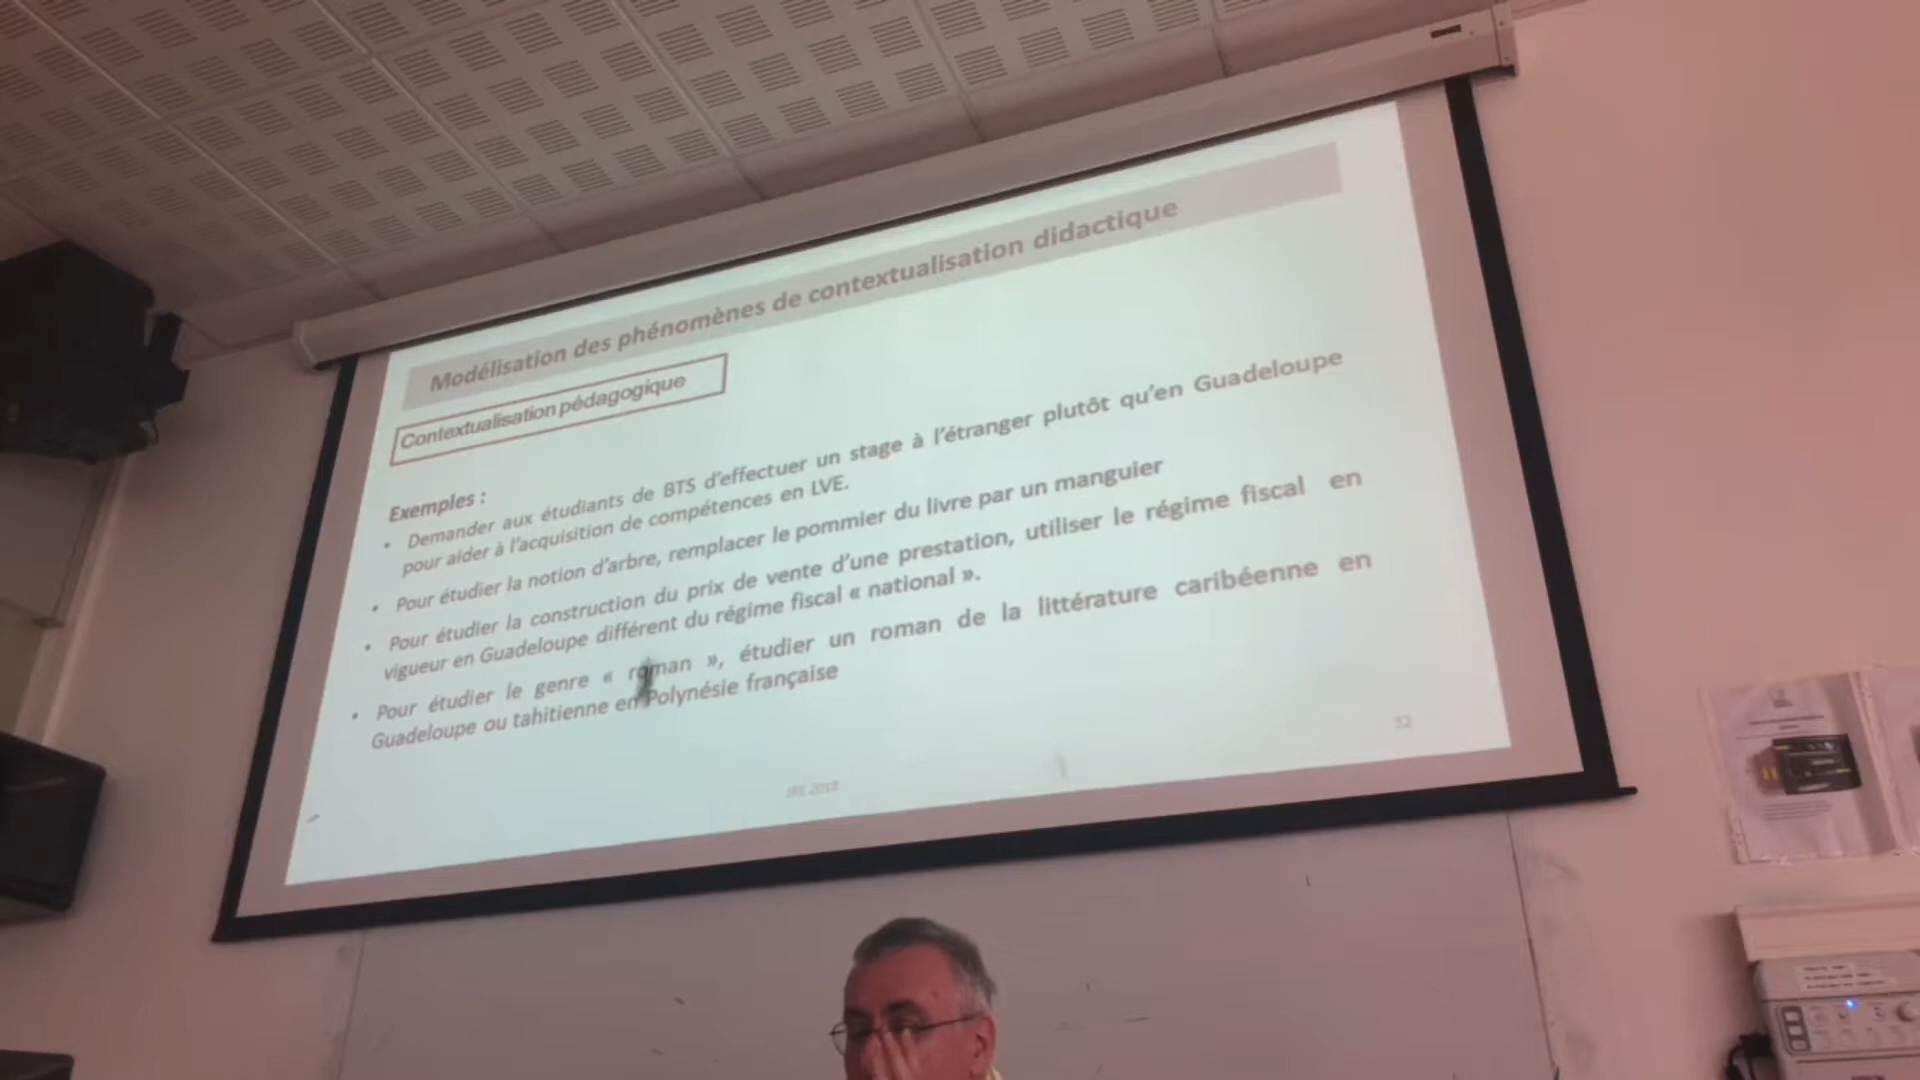 Modélisation des phénomènes de contextualisation didactique
Contextualisation pédagogique
Exemples :
• Demander aux étudiants de BTS d'effectuer un stage à l'étranger plutôt qu'en Guadeloupe
pour aider à l'acquisition de compétences en LVE.
• Pour étudier la notion d'arbre, remplacer le pommier du livre par un manguier
• Pour étudier la construction du prix de vente d'une prestation, utiliser le régime fiscal en
vigueur en Guadeloupe différent du régime fiscal « national ».
• Pour étudier le genre « roman », étudier un roman de la littérature caribéenne en
Guadeloupe ou tahitienne en Polynésie française
32
2018